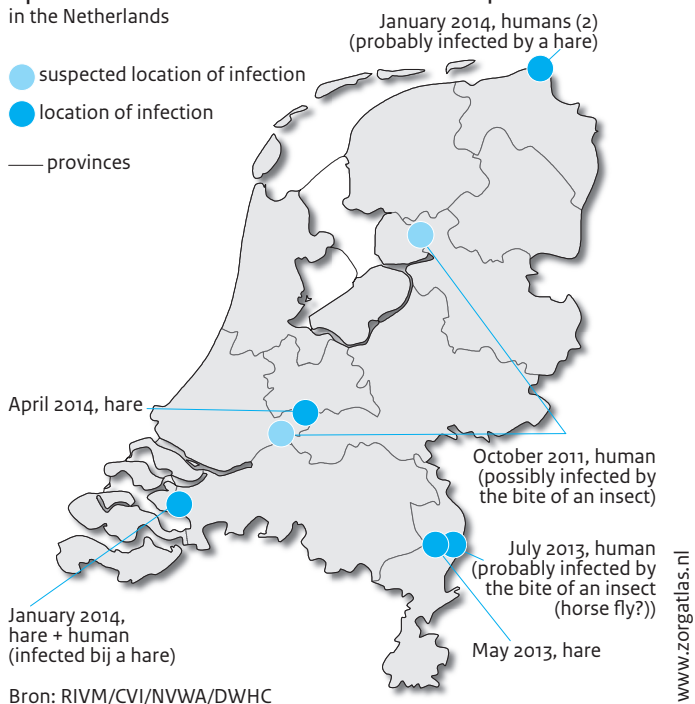 in the Netherlands
January 2014, humans (2)
(probably infected by a hare)
suspected location of infection
location of infection
provinces
April 2014, hare
October 2011, human
(possibly infected by
the bite of an insect)
July 2013, human
(probably infected by
the bite of an insect
(horse fly?))
May 2013, hare
January 2014,
hare + human
(infected bij a hare)
Bron: RIVM/CVI/NVWA/DWHC
www.zorgatlas.nl